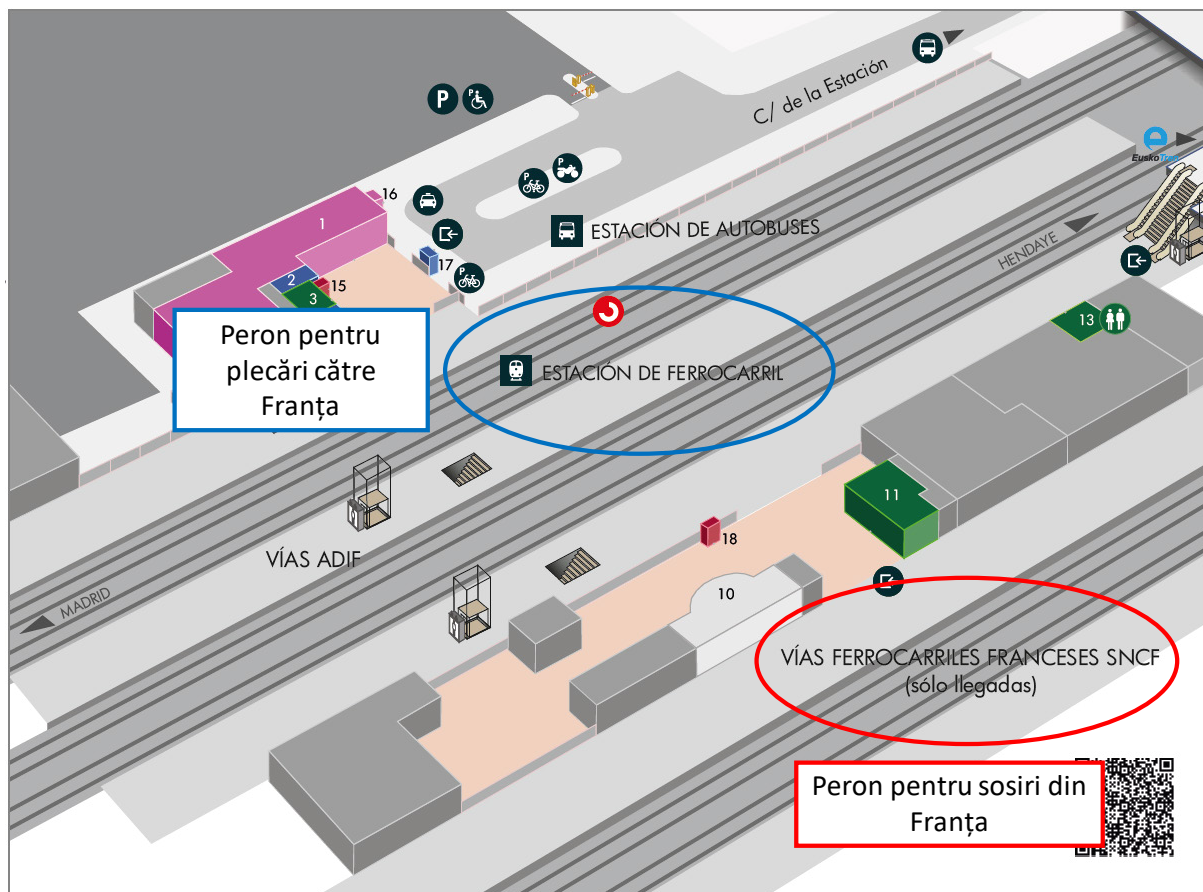 P
P
C/ de la Estación
P
P
EuskoTren
16
1
ESTACIÓN DE AUTOBUSES
HENDAYE
17
P
2
15
3
Peron pentru
plecări către
Franța
13
ESTACIÓN DE FERROCARRIL
11
18
VÍAS ADIF
10
MADRID
VÍAS FERROCARRILES FRANCESES SNCF
(sólo llegadas)
Peron pentru sosiri din
Franța